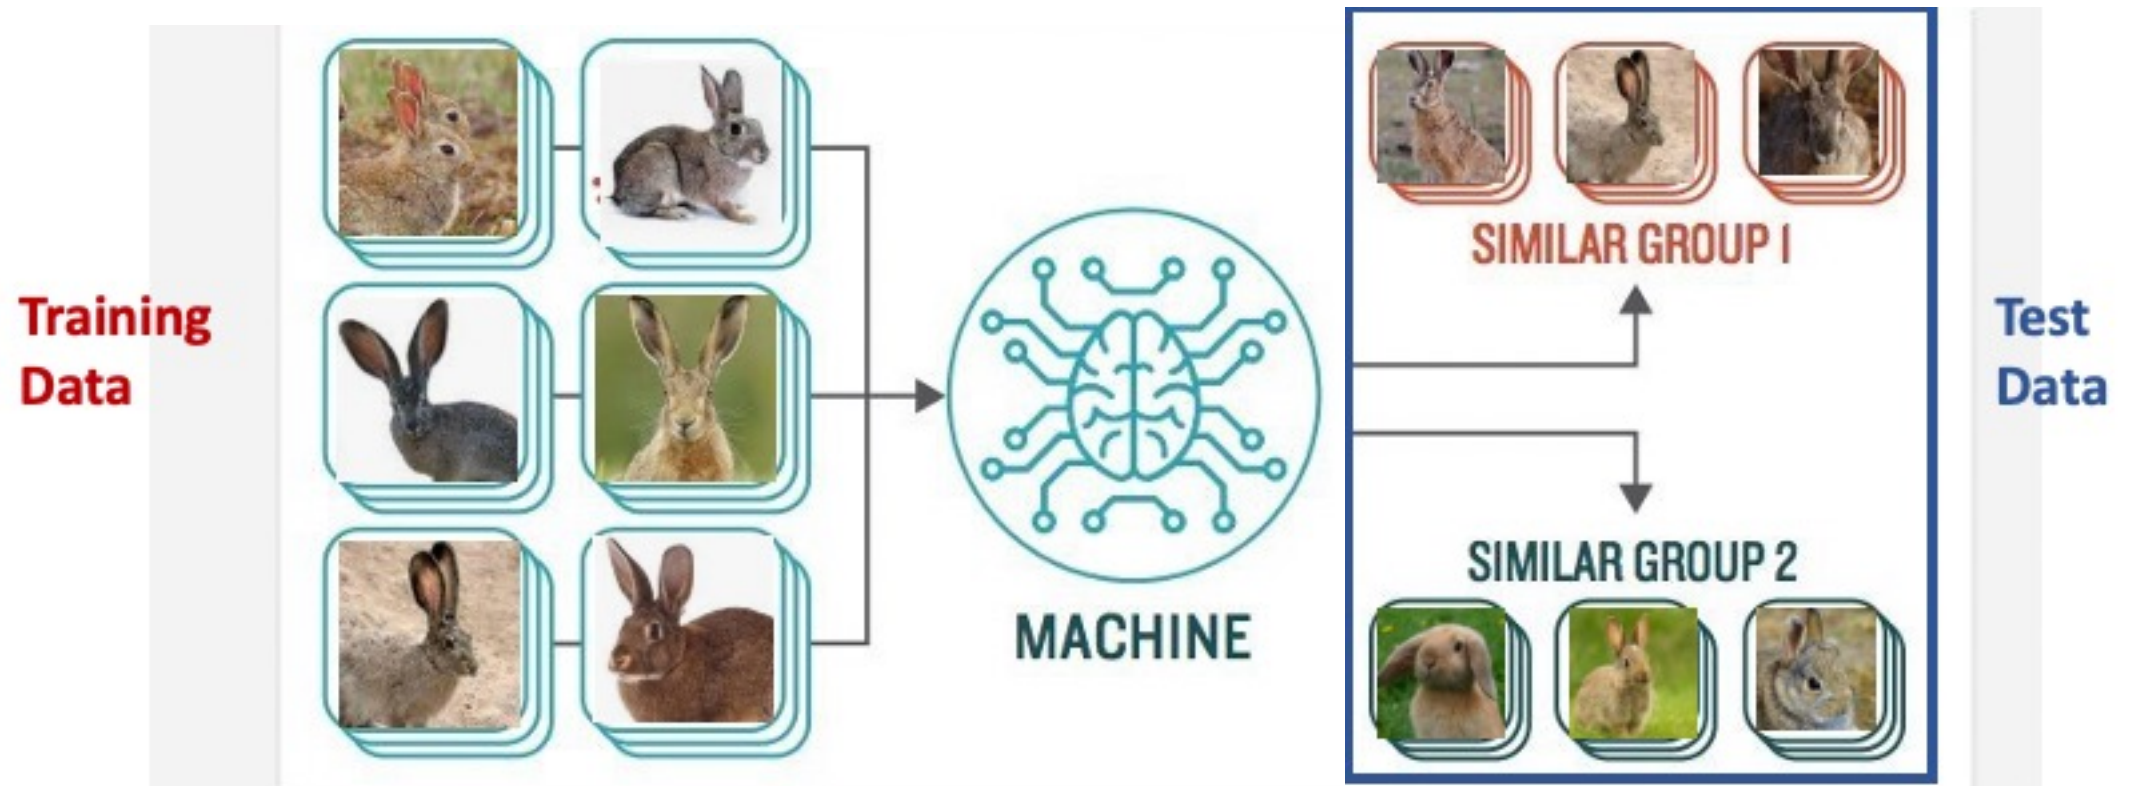 Training
Data
MACHINE
SIMILAR GROUP 1
SIMILAR GROUP 2
Test
Data